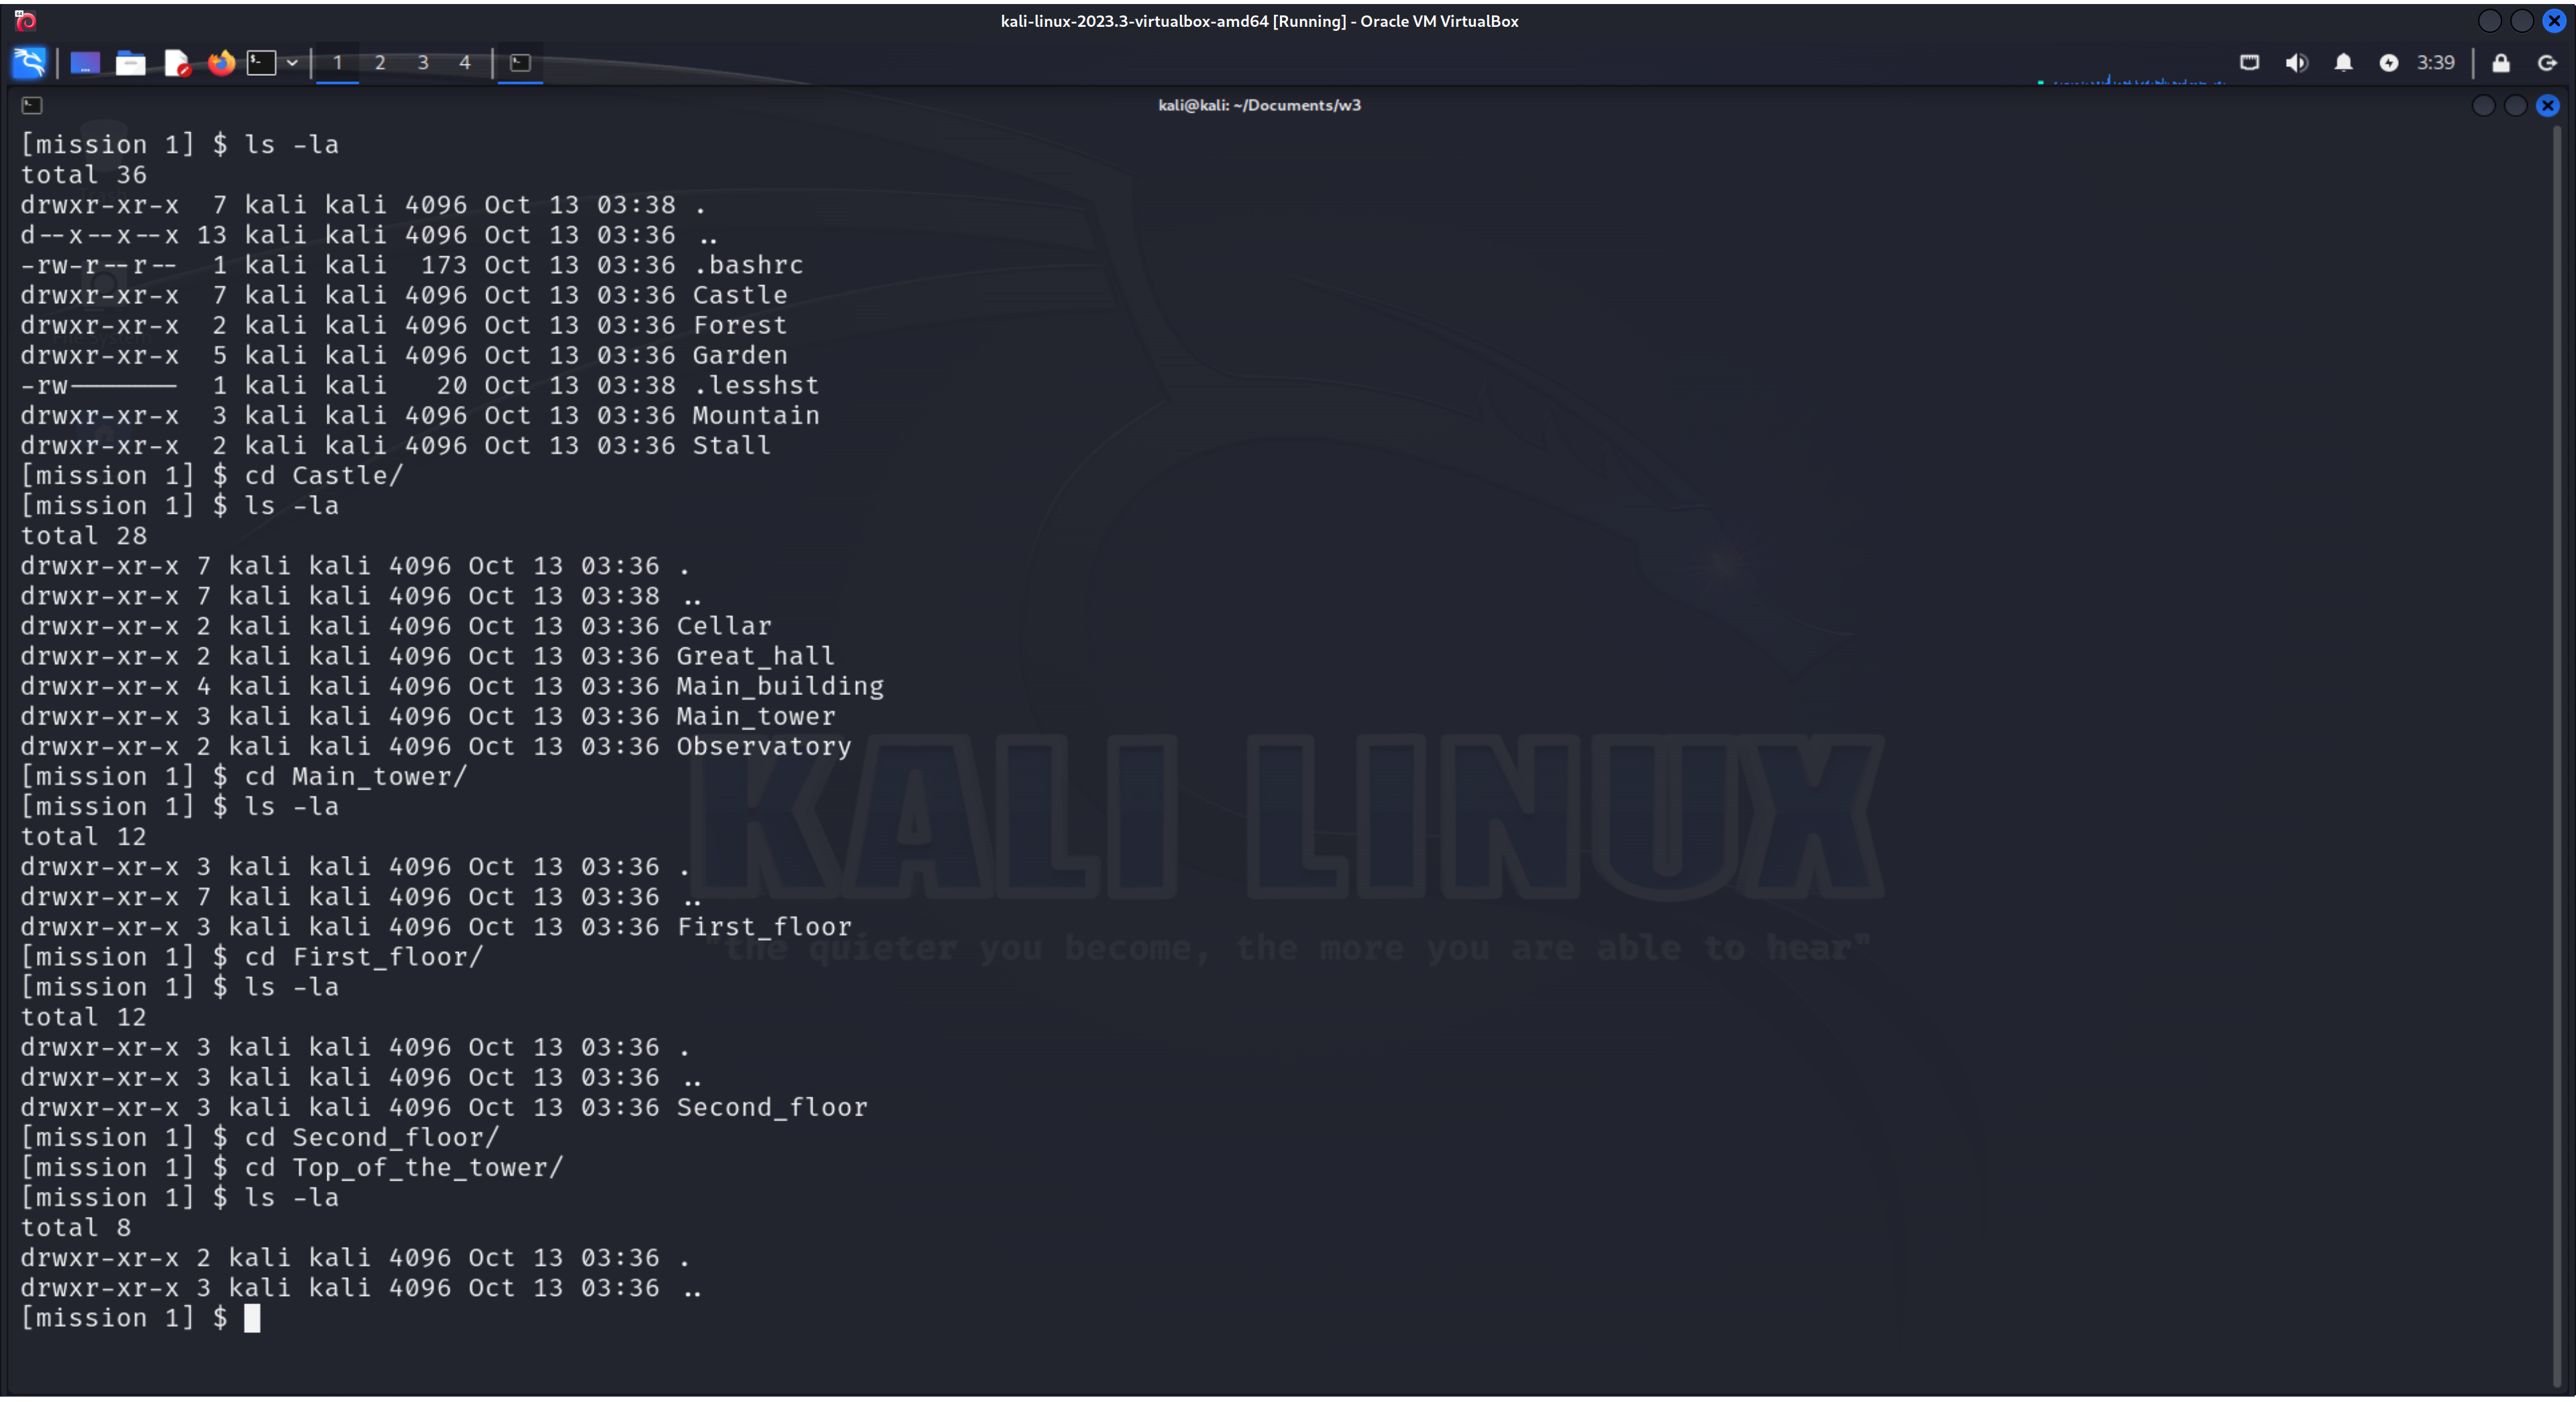 kali-linux-2023.3-virtualbox-amd64 [Running] - Oracle VM VirtualBox
1 2 3 4 3:39
kali@kali: ~/Documents/w3
[mission 1] $ ls -la
total 36
drwxr-xr-x  7 kali kali 4096 Oct 13 03:38 .
d--x--x--x 13 kali kali 4096 Oct 13 03:36 ..
-rw-r--r--  1 kali kali  173 Oct 13 03:36 .bashrc
drwxr-xr-x  7 kali kali 4096 Oct 13 03:36 Castle
drwxr-xr-x  2 kali kali 4096 Oct 13 03:36 Forest
drwxr-xr-x  5 kali kali 4096 Oct 13 03:36 Garden
-rw-------  1 kali kali   20 Oct 13 03:38 .lesshst
drwxr-xr-x  3 kali kali 4096 Oct 13 03:36 Mountain
drwxr-xr-x  2 kali kali 4096 Oct 13 03:36 Stall
[mission 1] $ cd Castle/
[mission 1] $ ls -la
total 28
drwxr-xr-x 7 kali kali 4096 Oct 13 03:36 .
drwxr-xr-x 7 kali kali 4096 Oct 13 03:38 ..
drwxr-xr-x 2 kali kali 4096 Oct 13 03:36 Cellar
drwxr-xr-x 2 kali kali 4096 Oct 13 03:36 Great_hall
drwxr-xr-x 4 kali kali 4096 Oct 13 03:36 Main_building
drwxr-xr-x 3 kali kali 4096 Oct 13 03:36 Main_tower
drwxr-xr-x 2 kali kali 4096 Oct 13 03:36 Observatory
[mission 1] $ cd Main_tower/
[mission 1] $ ls -la
total 12
drwxr-xr-x 3 kali kali 4096 Oct 13 03:36 .
drwxr-xr-x 7 kali kali 4096 Oct 13 03:36 ..
drwxr-xr-x 3 kali kali 4096 Oct 13 03:36 First_floor
[mission 1] $ cd First_floor/
[mission 1] $ ls -la
total 12
drwxr-xr-x 3 kali kali 4096 Oct 13 03:36 .
drwxr-xr-x 3 kali kali 4096 Oct 13 03:36 ..
drwxr-xr-x 3 kali kali 4096 Oct 13 03:36 Second_floor
[mission 1] $ cd Second_floor/
[mission 1] $ cd Top_of_the_tower/
[mission 1] $ ls -la
total 8
drwxr-xr-x 2 kali kali 4096 Oct 13 03:36 .
drwxr-xr-x 3 kali kali 4096 Oct 13 03:36 ..
[mission 1] $
KALI LINUX
"the quieter you become, the more you are able to hear"